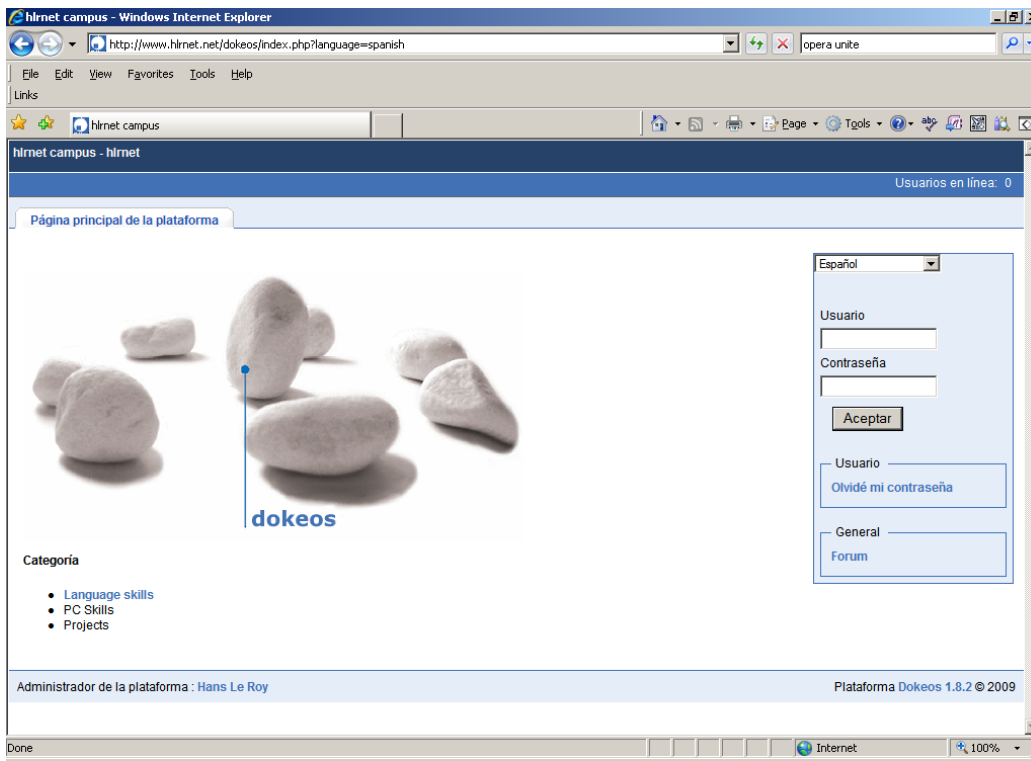 hlrnet campus - Windows Internet Explorer
http://www.hlrnet.net/dokeos/index.php?language=spanish
opera unite
File Edit View Favorites Tools Help
Links
hlrnet campus
Page Tools
hlrnet campus - hlrnet
Usuarios en línea: 0
Página principal de la plataforma
Español
Usuario
Contraseña
Aceptar
Usuario
Olvidé mi contraseña
General
Forum
dokeos
Categoría
Language skills
PC Skills
Projects
Administrador de la plataforma : Hans Le Roy
Plataforma Dokeos 1.8.2 © 2009
Done
Internet
100%